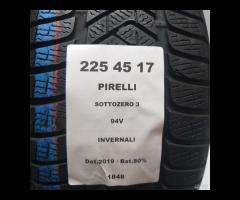 225 45 17
PIRELLI
SOTTOZERO 3
94V
INVERNALI
Dot.2019 / Bat.80%
1848